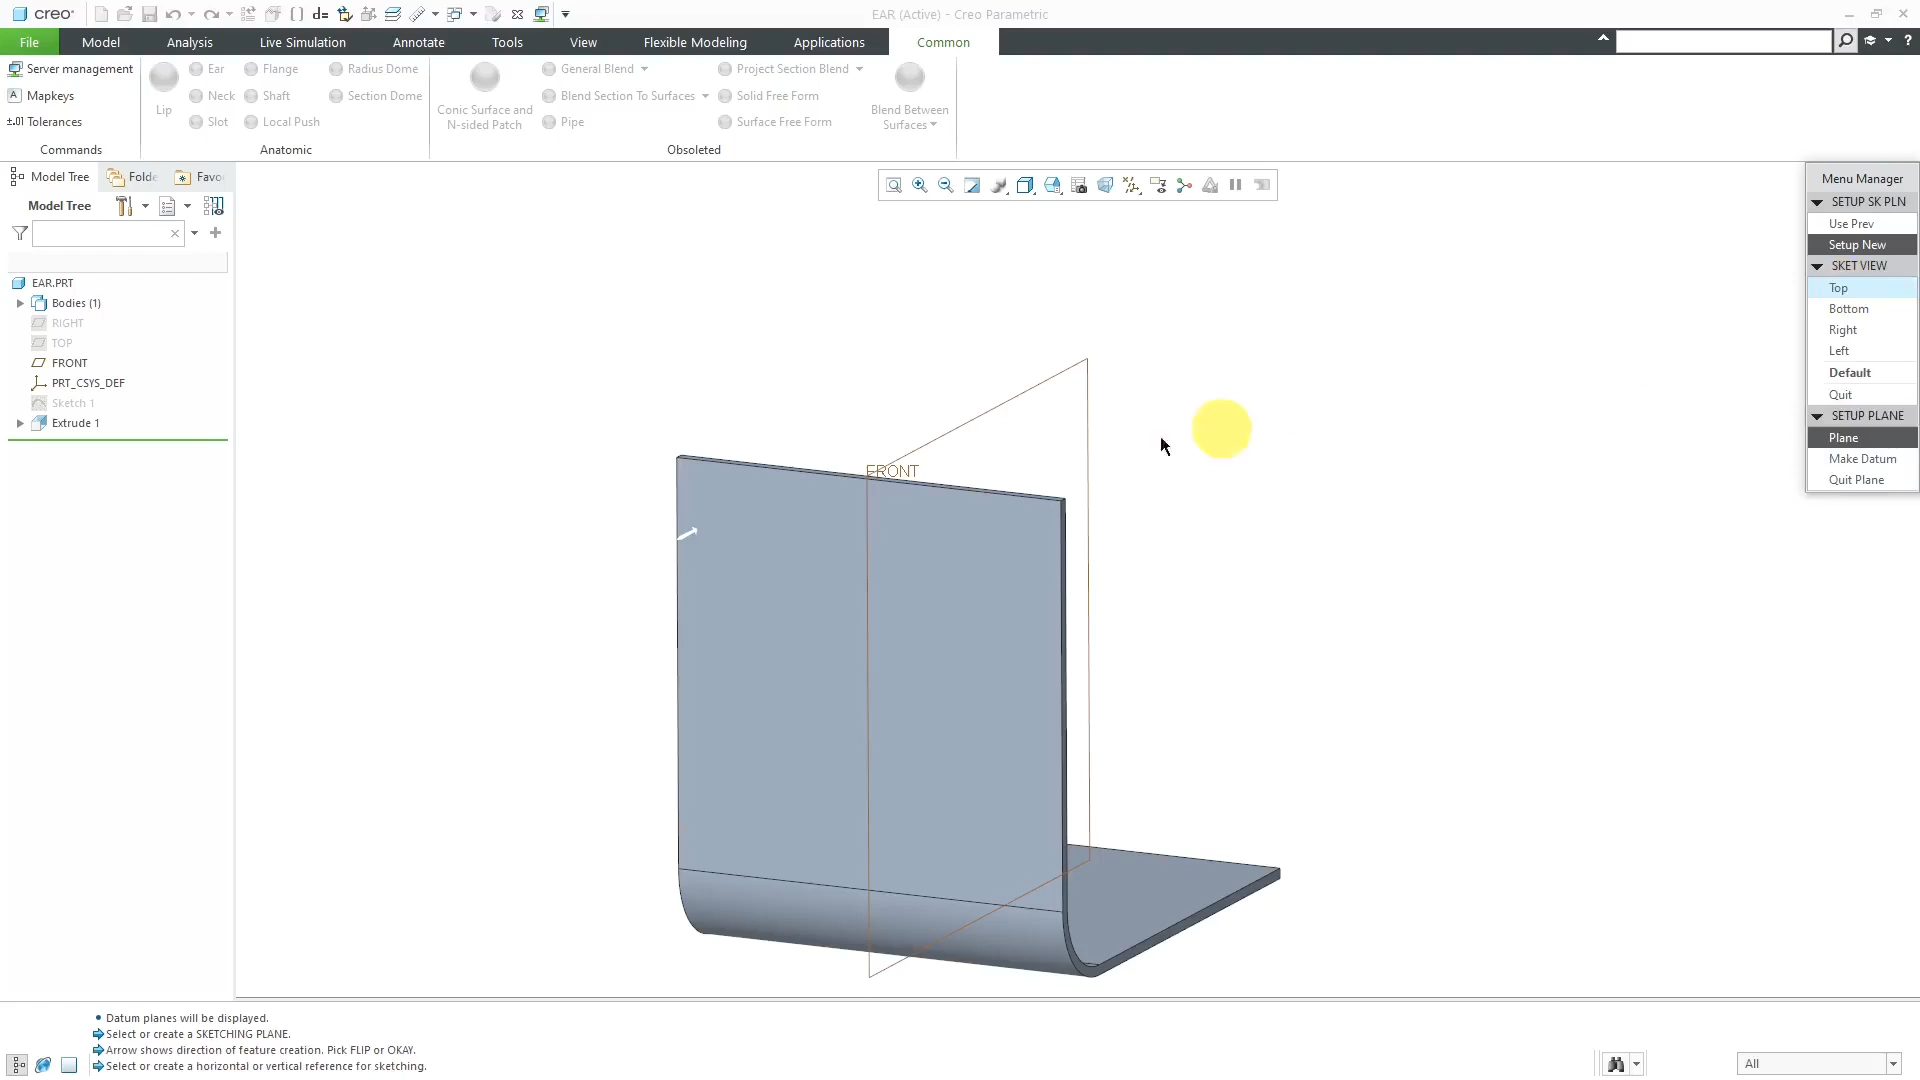 creo
EAR (Active) - Creo Parametric
File
Model
Analysis
Live Simulation
Annotate
Tools
View
Flexible Modeling
Applications
Common
Server management
Mapkeys
Tolerances
Commands
Lip
Ear
Neck
Slot
Flange
Shaft
Local Push
Radius Dome
Section Dome
Anatomic
Conic Surface and
N-sided Patch
General Blend
Blend Section To Surfaces
Pipe
Project Section Blend
Solid Free Form
Surface Free Form
Blend Between
Surfaces
Obsoleted
Model Tree
Folde
Favo
Model Tree
EAR.PRT
Bodies (1)
RIGHT
TOP
FRONT
PRT_CSYS_DEF
Sketch 1
Extrude 1
FRONT
Menu Manager
SETUP SK PLN
Use Prev
Setup New
SKET VIEW
Top
Bottom
Right
Left
Default
Quit
SETUP PLANE
Plane
Make Datum
Quit Plane
Datum planes will be displayed.
Select or create a SKETCHING PLANE.
Arrow shows direction of feature creation. Pick FLIP or OKAY.
Select or create a horizontal or vertical reference for sketching.
All